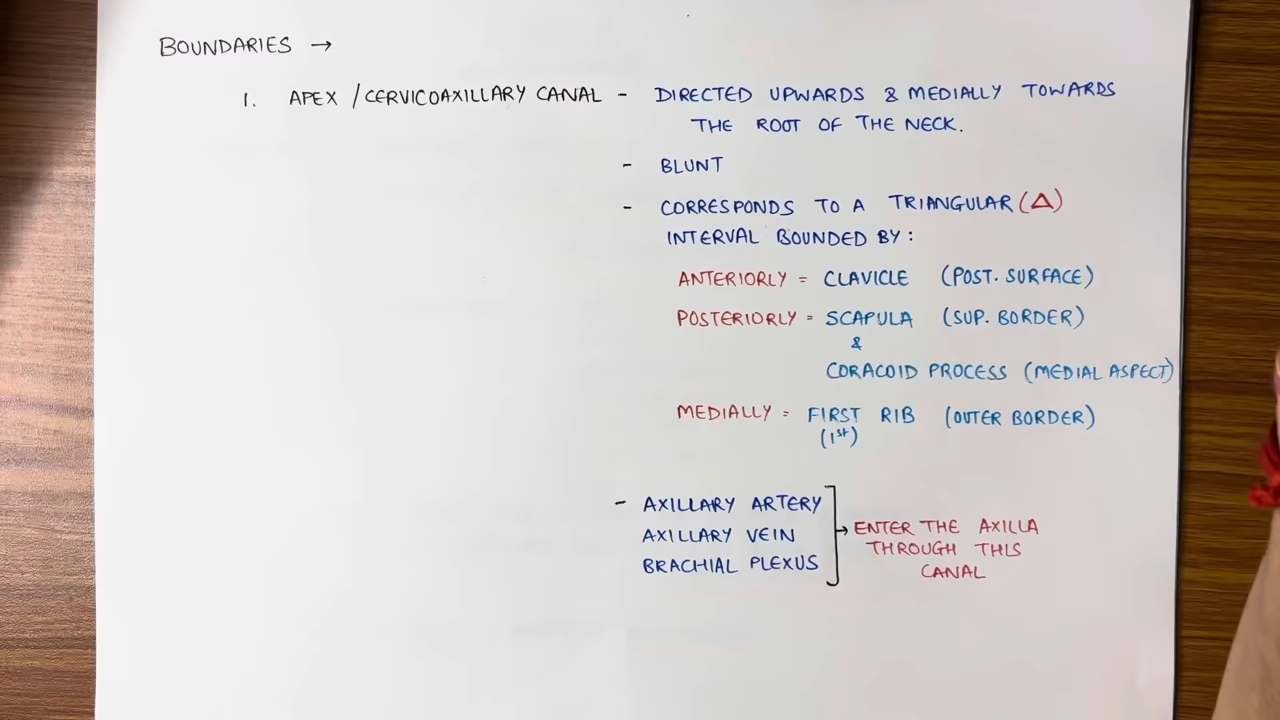 BOUNDARIES →
1. APEX / CERVICOAXILLARY CANAL - DIRECTED UPWARDS & MEDIALLY TOWARDS
THE ROOT OF THE NECK.
- BLUNT
- CORRESPONDS TO A TRIANGULAR (Δ)
INTERVAL BOUNDED BY:
ANTERIORLY = CLAVICLE (POST. SURFACE)
POSTERIORLY = SCAPULA (SUP. BORDER)
&
CORACOID PROCESS (MEDIAL ASPECT)
MEDIALLY = FIRST RIB (OUTER BORDER)
(1st)
- AXILLARY ARTERY
AXILLARY VEIN
BRACHIAL PLEXUS
→ ENTER THE AXILLA
THROUGH THIS
CANAL